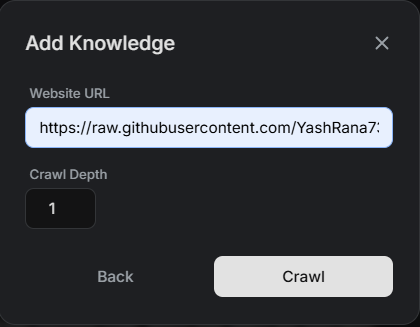 Add Knowledge
Website URL
https://raw.githubusercontent.com/YashRana7
Crawl Depth
1
Back
Crawl